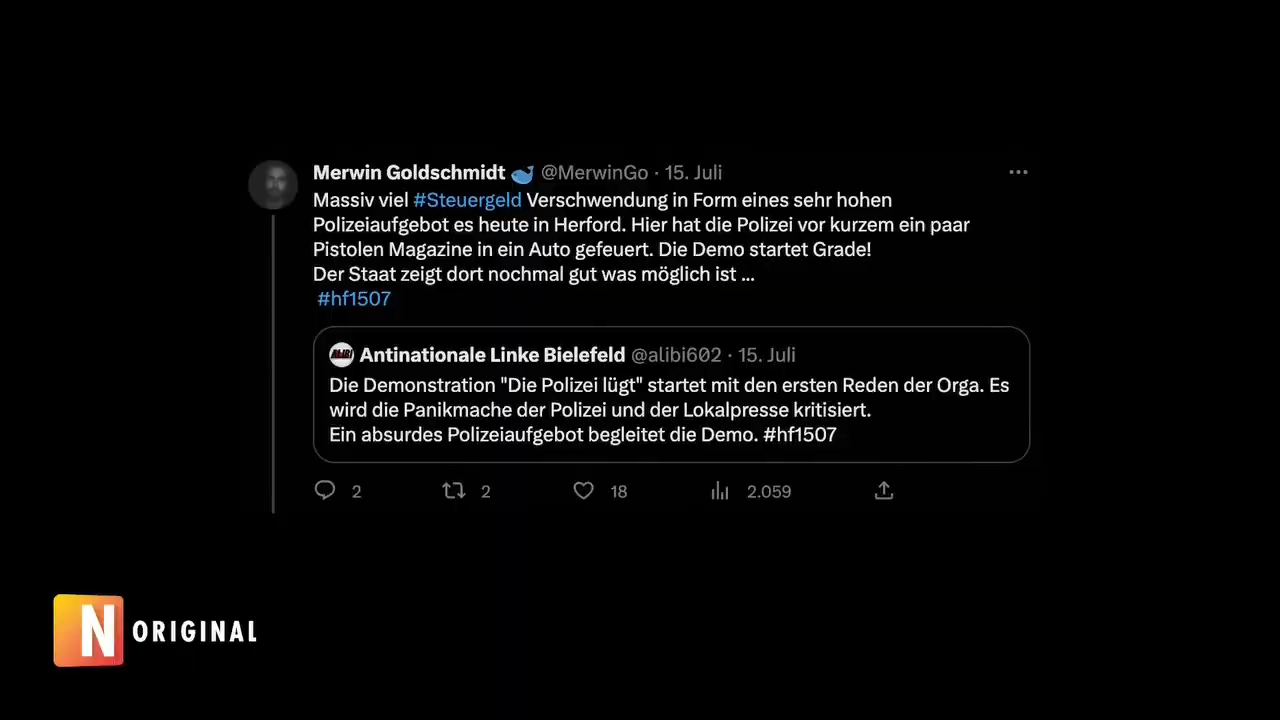 Merwin Goldschmidt 🐋 @MerwinGo · 15. Juli
Massiv viel #Steuergeld Verschwendung in Form eines sehr hohen
Polizeiaufgebot es heute in Herford. Hier hat die Polizei vor kurzem ein paar
Pistolen Magazine in ein Auto gefeuert. Die Demo startet Grade!
Der Staat zeigt dort nochmal gut was möglich ist ...
#hf1507
ALIBI Antinationale Linke Bielefeld @alibi602 · 15. Juli
Die Demonstration "Die Polizei lügt" startet mit den ersten Reden der Orga. Es
wird die Panikmache der Polizei und der Lokalpresse kritisiert.
Ein absurdes Polizeiaufgebot begleitet die Demo. #hf1507
2 2 18 2.059
N ORIGINAL